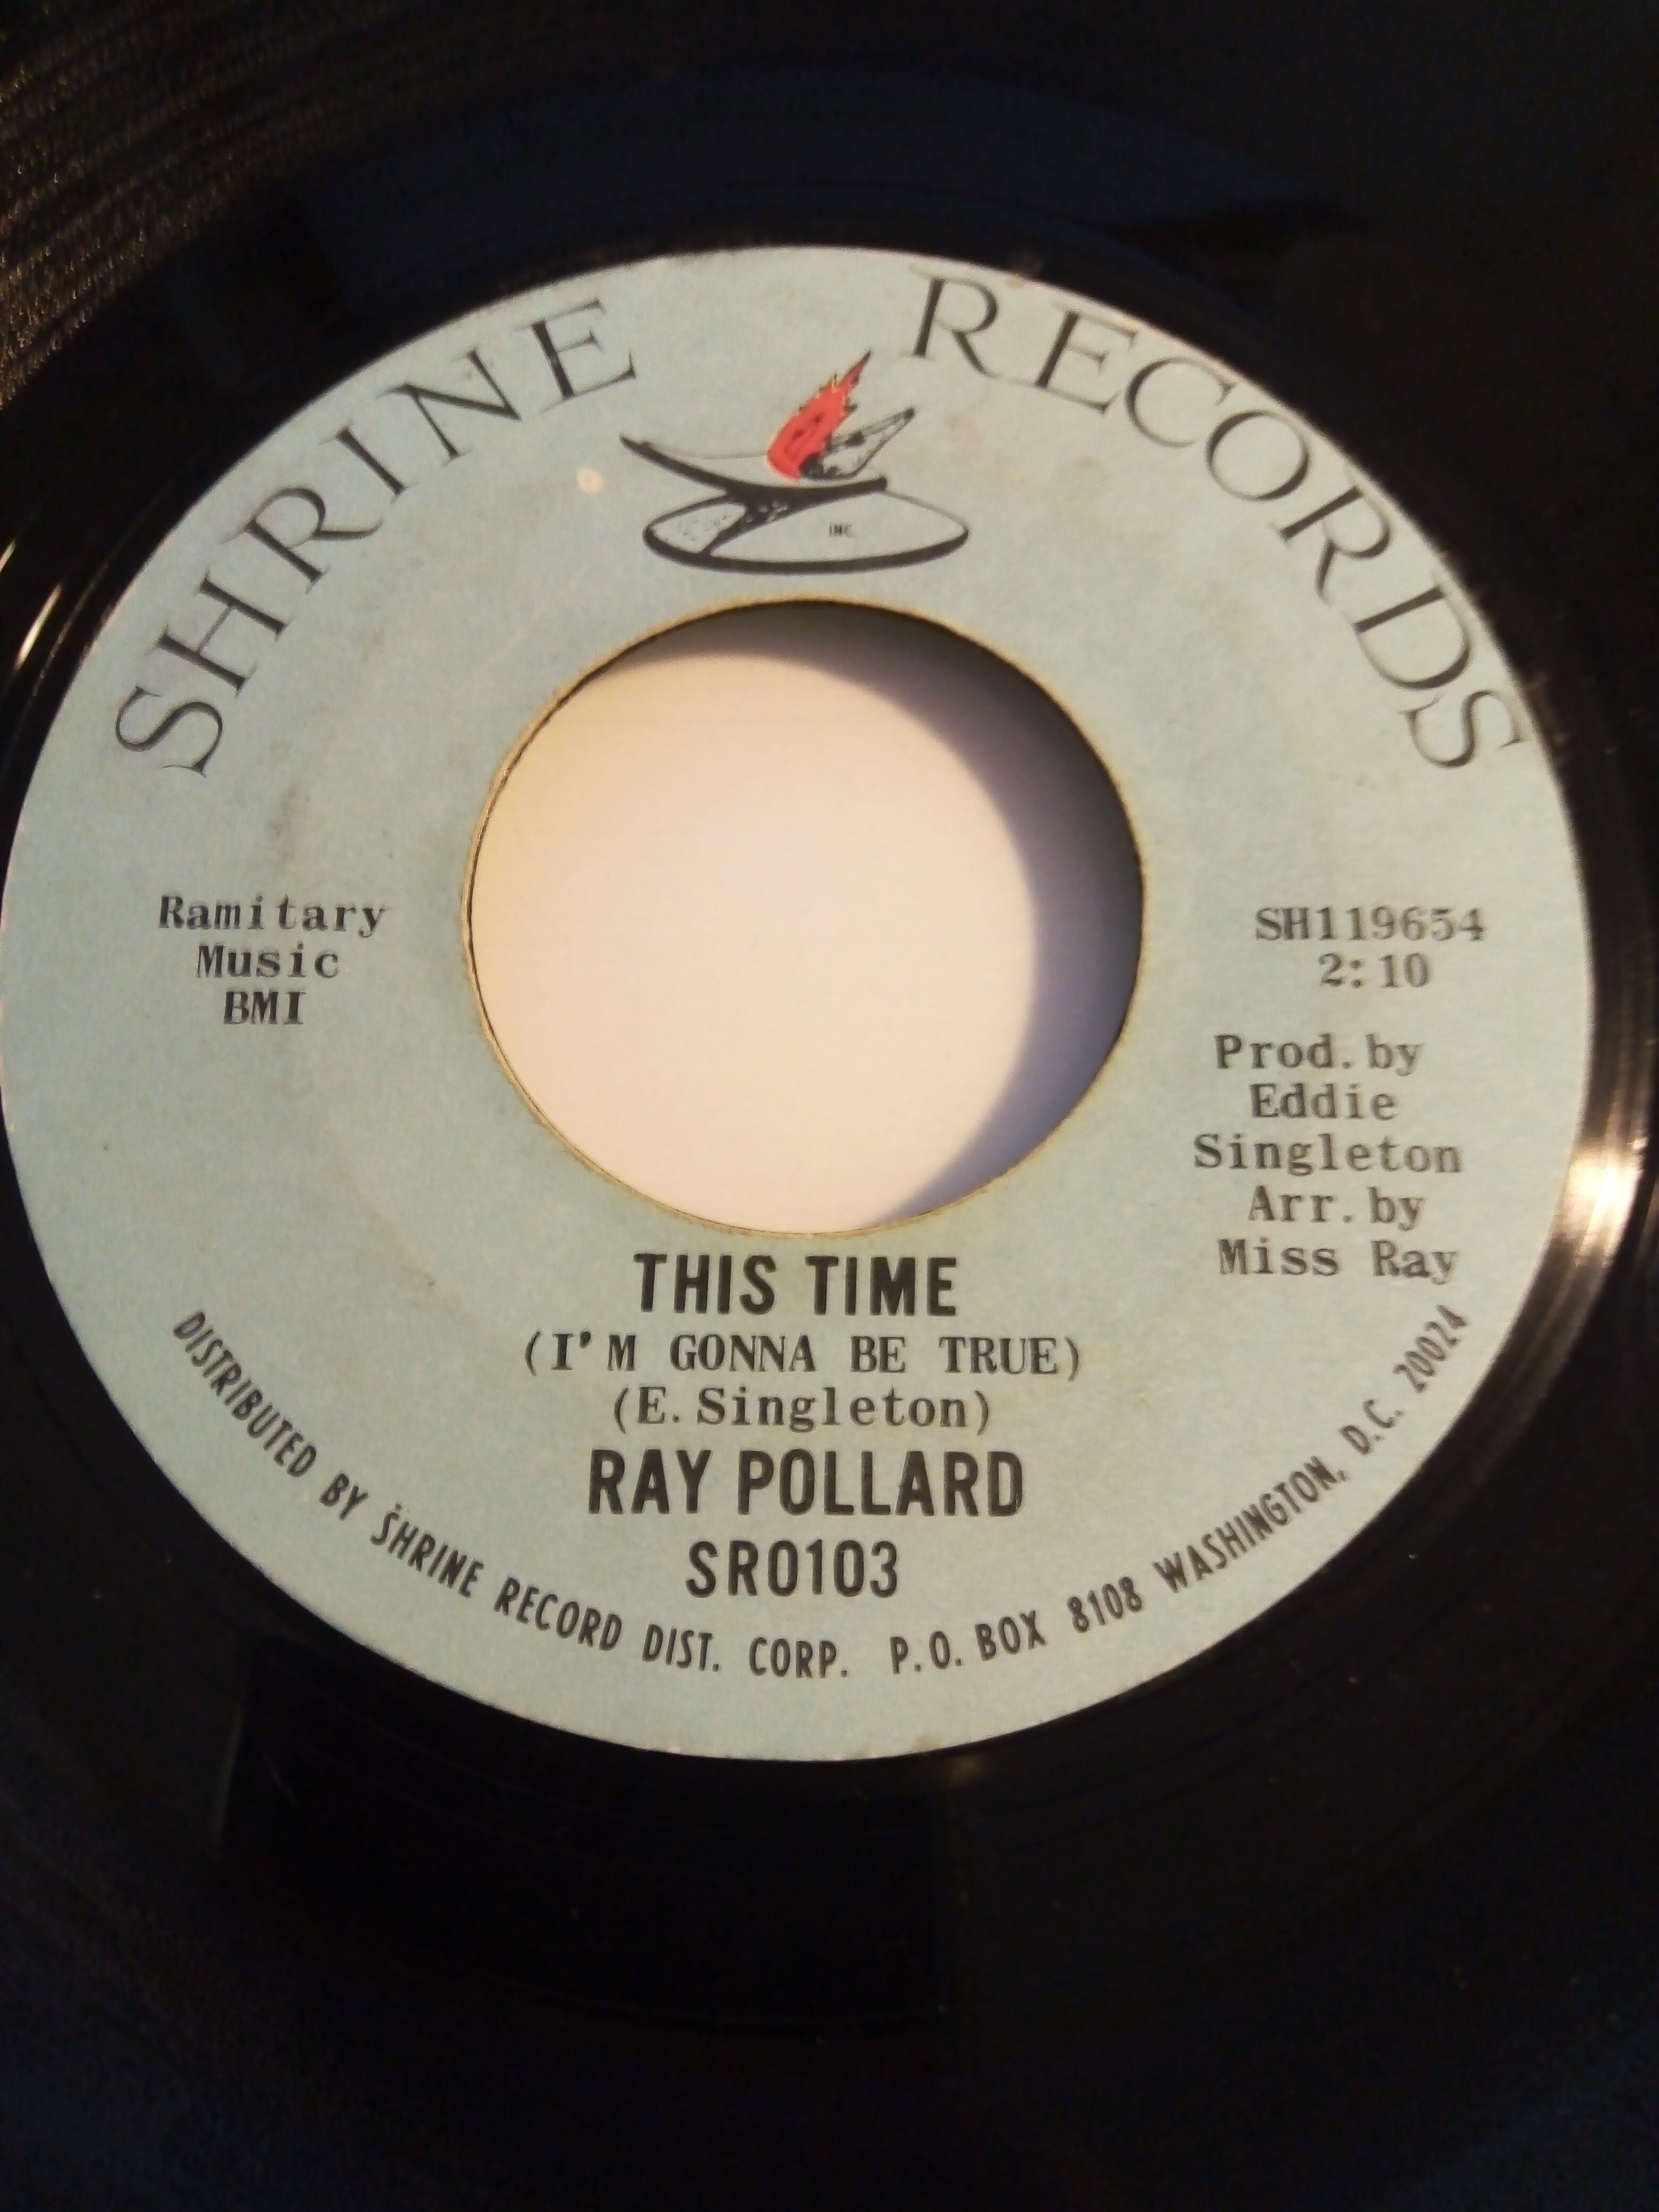 SHRINE RECORDS
INC.
Ramitary
Music
BMI
SH119654
2:10
Prod. by
Eddie
Singleton
Arr. by
Miss Ray
THIS TIME
(I'M GONNA BE TRUE)
(E. Singleton)
RAY POLLARD
SR0103
DISTRIBUTED BY SHRINE RECORD DIST. CORP. P.O. BOX 8108 WASHINGTON, D.C. 20024